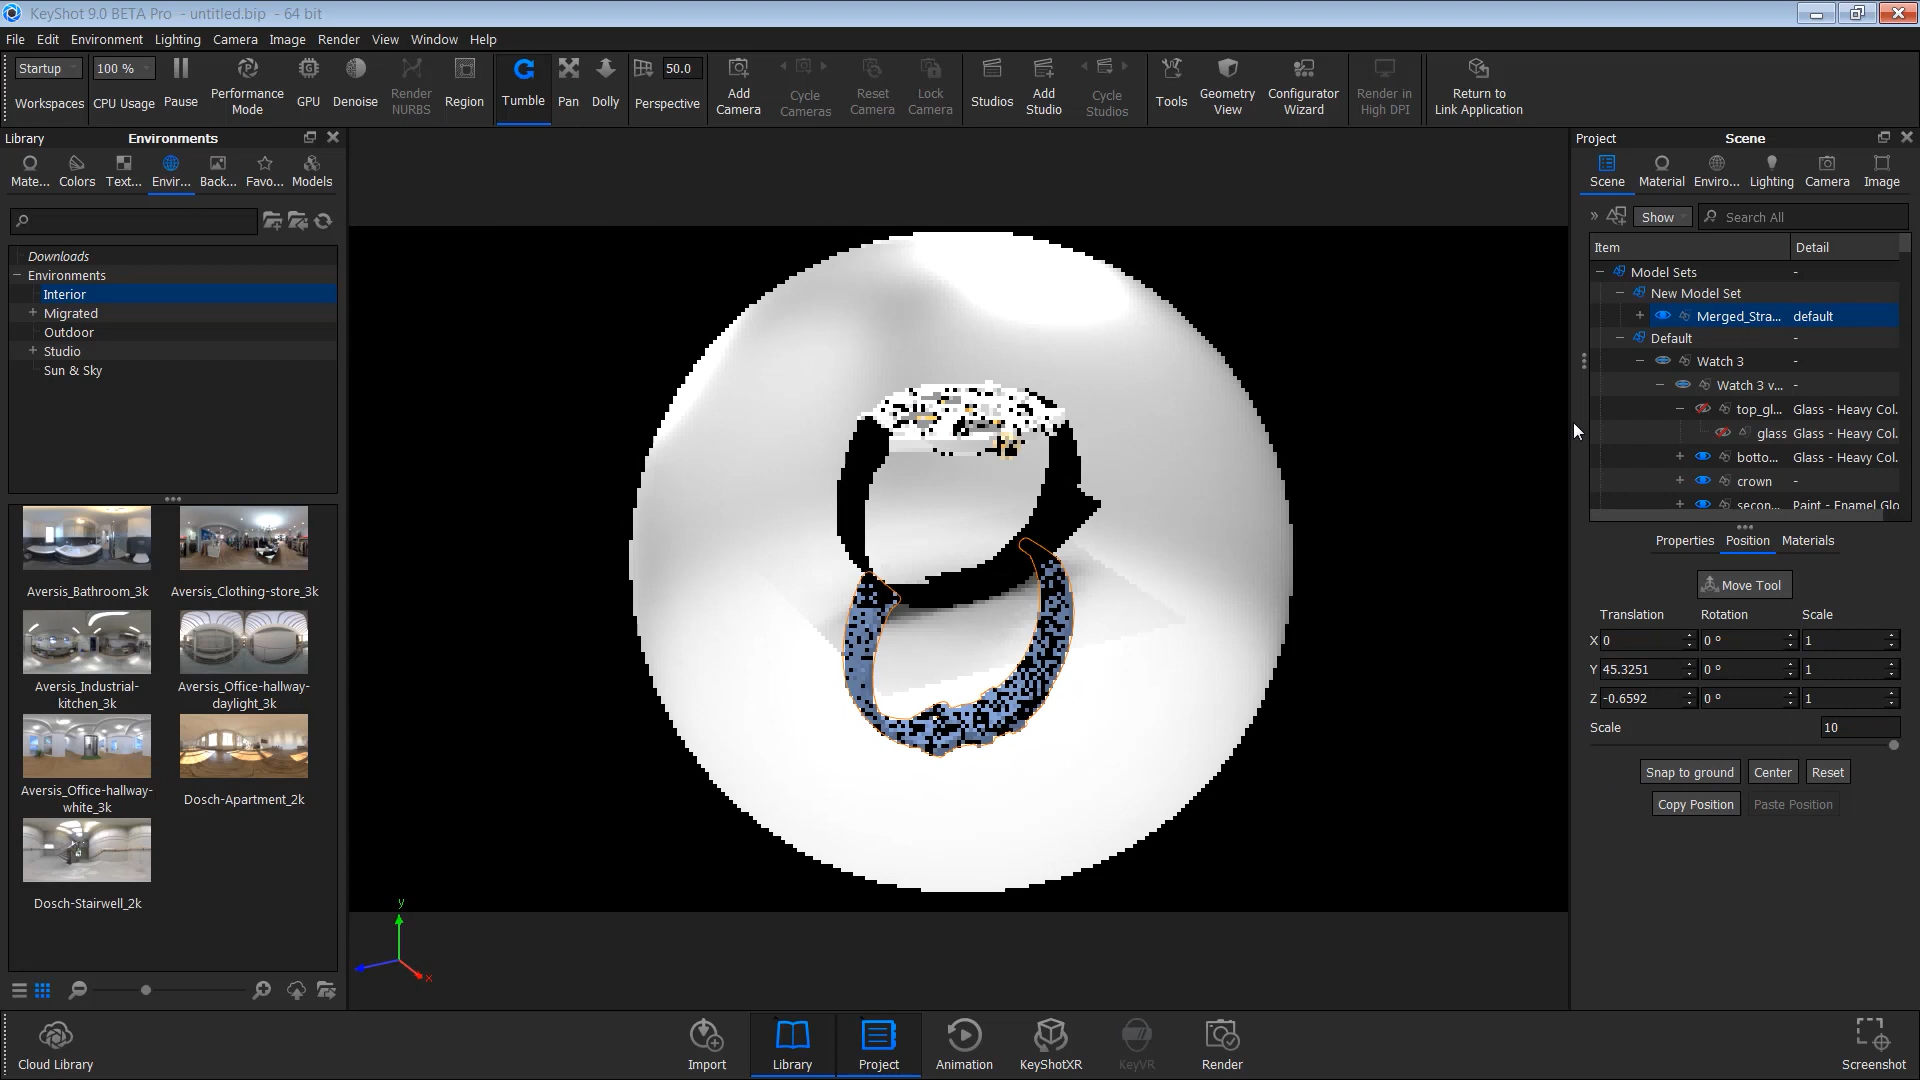 KeyShot 9.0 BETA Pro - untitled.bip - 64 bit
File Edit Environment Lighting Camera Image Render View Window Help
Startup
Workspaces
100 %
CPU Usage
Pause
Performance
Mode
GPU
Denoise
Render
NURBS
Region
Tumble
Pan
Dolly
50.0
Perspective
Add
Camera
Cycle
Cameras
Reset
Camera
Lock
Camera
Studios
Add
Studio
Cycle
Studios
Tools
Geometry
View
Configurator
Wizard
Render in
High DPI
Return to
Link Application
Library
Environments
Mate... Colors Text... Envir... Back... Favo... Models
Downloads
Environments
Interior
Migrated
Outdoor
Studio
Sun & Sky
Aversis_Bathroom_3k
Aversis_Clothing-store_3k
Aversis_Industrial-
kitchen_3k
Aversis_Office-hallway-
daylight_3k
Aversis_Office-hallway-
white_3k
Dosch-Apartment_2k
Dosch-Stairwell_2k
y
x
Project
Scene
Scene Material Enviro... Lighting Camera Image
» Show Search All
Item Detail
Model Sets -
New Model Set
Merged_Stra... default
Default -
Watch 3 -
Watch 3 v... -
top_gl... Glass - Heavy Col.
glass Glass - Heavy Col.
botto... Glass - Heavy Col.
crown -
secon... Paint - Enamel Glo
Properties Position Materials
Move Tool
Translation Rotation Scale
X 0 0 º 1
Y 45.3251 0 º 1
Z -0.6592 0 º 1
Scale 10
Snap to ground Center Reset
Copy Position Paste Position
Cloud Library
Import
Library
Project
Animation
KeyShotXR
KeyVR
Render
Screenshot